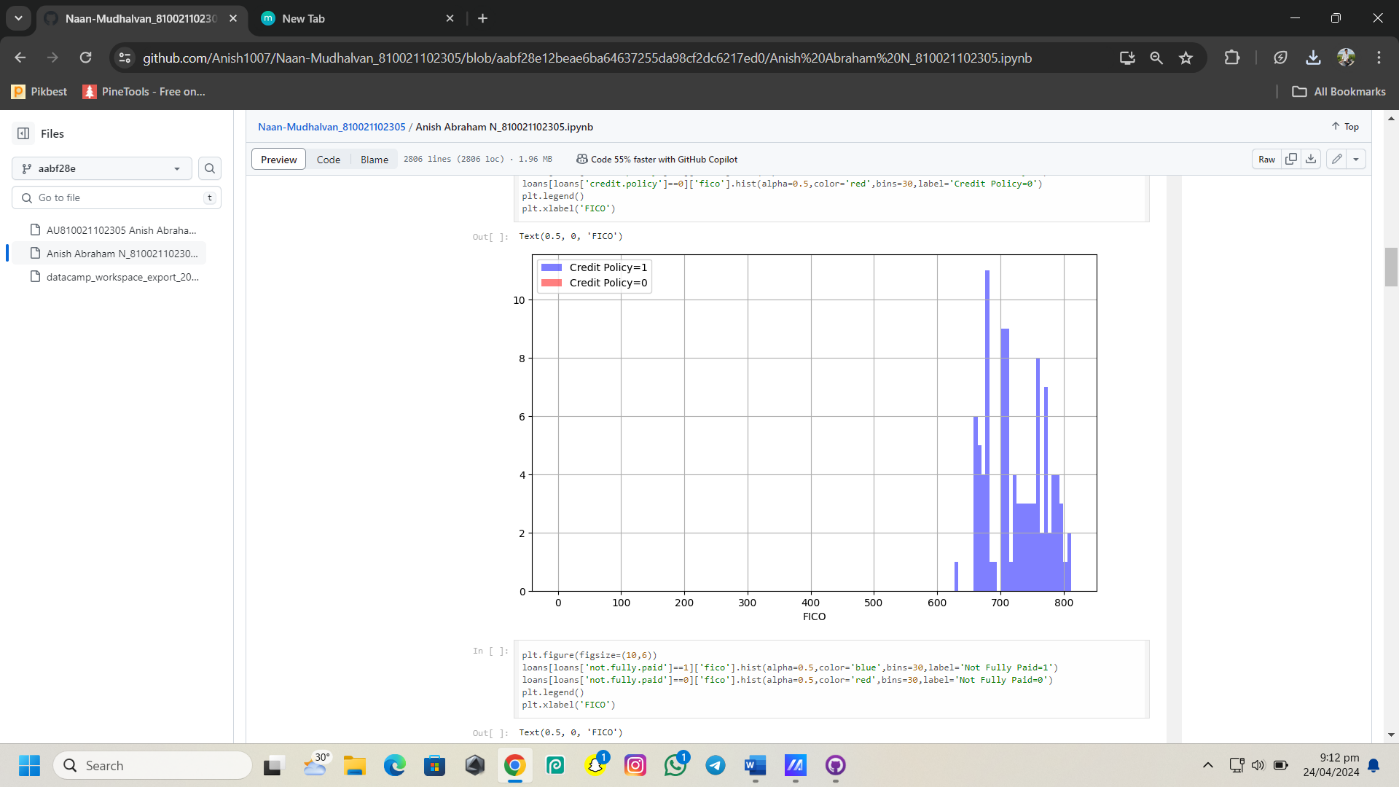 Naan-Mudhalvan_81002110230
New Tab
github.com/Anish1007/Naan-Mudhalvan_810021102305/blob/aabf28e12beae6ba64637255da98cf2dc6217ed0/Anish%20Abraham%20N_810021102305.ipynb
Pikbest
PineTools - Free on...
All Bookmarks
Files
Naan-Mudhalvan_810021102305 / Anish Abraham N_810021102305.ipynb
Top
aabf28e
Preview
Code
Blame
2806 lines (2806 loc) · 1.96 MB
Code 55% faster with GitHub Copilot
Raw
Go to file
t
AU810021102305 Anish Abraha...
Anish Abraham N_81002110230...
datacamp_workspace_export_20...
loans[loans['credit.policy']==0]['fico'].hist(alpha=0.5,color='red',bins=30,label='Credit Policy=0')
plt.legend()
plt.xlabel('FICO')
Out[ ]:
Text(0.5, 0, 'FICO')
Credit Policy=1
Credit Policy=0
10
8
6
4
2
0
0 100 200 300 400 500 600 700 800
FICO
In [ ]:
plt.figure(figsize=(10,6))
loans[loans['not.fully.paid']==1]['fico'].hist(alpha=0.5,color='blue',bins=30,label='Not Fully Paid=1')
loans[loans['not.fully.paid']==0]['fico'].hist(alpha=0.5,color='red',bins=30,label='Not Fully Paid=0')
plt.legend()
plt.xlabel('FICO')
Out[ ]:
Text(0.5, 0, 'FICO')
Search
30°
1
1
9:12 pm
24/04/2024